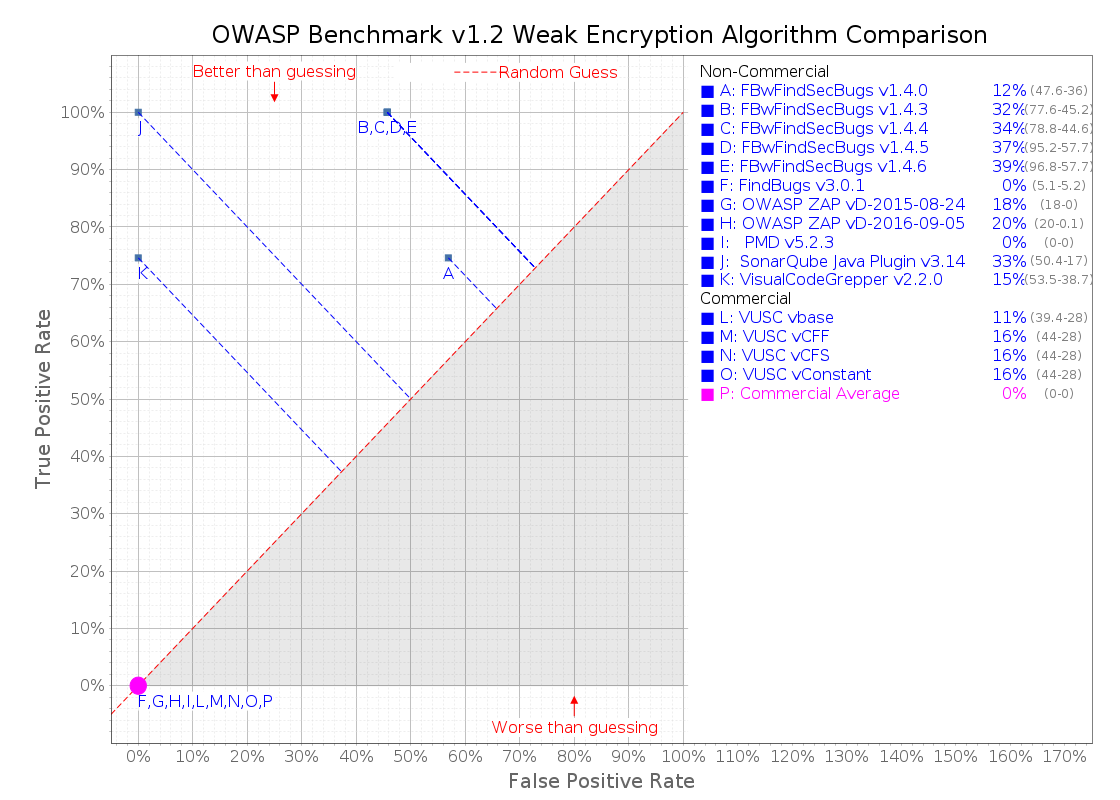 OWASP Benchmark v1.2 Weak Encryption Algorithm Comparison
Better than guessing
Random Guess
Non-Commercial
A: FBwFindSecBugs v1.4.0 12% (47.6-36)
B: FBwFindSecBugs v1.4.3 32% (77.6-45.2)
C: FBwFindSecBugs v1.4.4 34% (78.8-44.6)
D: FBwFindSecBugs v1.4.5 37% (95.2-57.7)
E: FBwFindSecBugs v1.4.6 39% (96.8-57.7)
F: FindBugs v3.0.1 0% (5.1-5.2)
G: OWASP ZAP vD-2015-08-24 18% (18-0)
H: OWASP ZAP vD-2016-09-05 20% (20-0.1)
I: PMD v5.2.3 0% (0-0)
J: SonarQube Java Plugin v3.14 33% (50.4-17)
K: VisualCodeGrepper v2.2.0 15% (53.5-38.7)
Commercial
L: VUSC vbase 11% (39.4-28)
M: VUSC vCFF 16% (44-28)
N: VUSC vCFS 16% (44-28)
O: VUSC vConstant 16% (44-28)
P: Commercial Average 0% (0-0)
True Positive Rate
100%
90%
80%
70%
60%
50%
40%
30%
20%
10%
0%
J
B,C,D,E
K
A
F,G,H,I,L,M,N,O,P
Worse than guessing
0% 10% 20% 30% 40% 50% 60% 70% 80% 90% 100% 110% 120% 130% 140% 150% 160% 170%
False Positive Rate